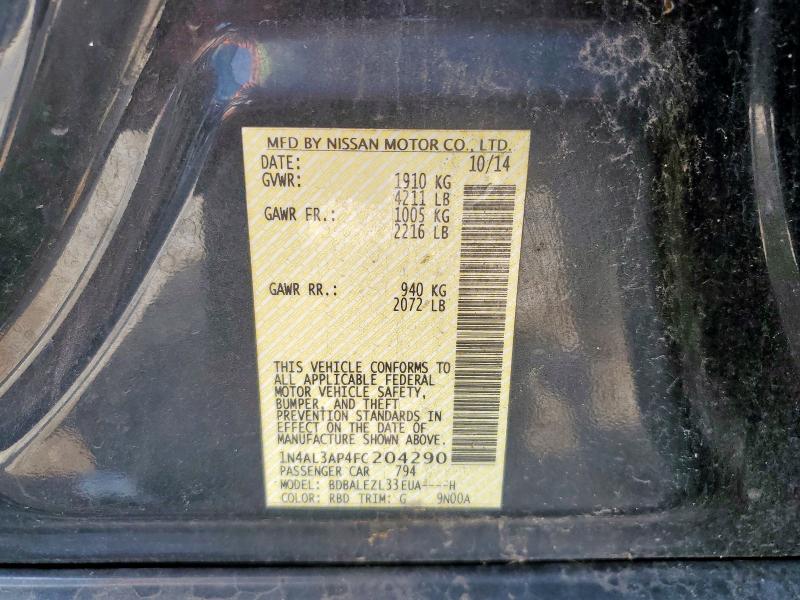 MFD BY NISSAN MOTOR CO., LTD.
DATE: 10/14
GVWR: 1910 KG
4211 LB
GAWR FR.: 1005 KG
2216 LB
GAWR RR.: 940 KG
2072 LB
THIS VEHICLE CONFORMS TO
ALL APPLICABLE FEDERAL
MOTOR VEHICLE SAFETY,
BUMPER, AND THEFT
PREVENTION STANDARDS IN
EFFECT ON THE DATE OF
MANUFACTURE SHOWN ABOVE.
1N4AL3AP4FC204290
PASSENGER CAR 794
MODEL: BDBALEZL33EUA----H
COLOR: RBD TRIM: G 9N00A